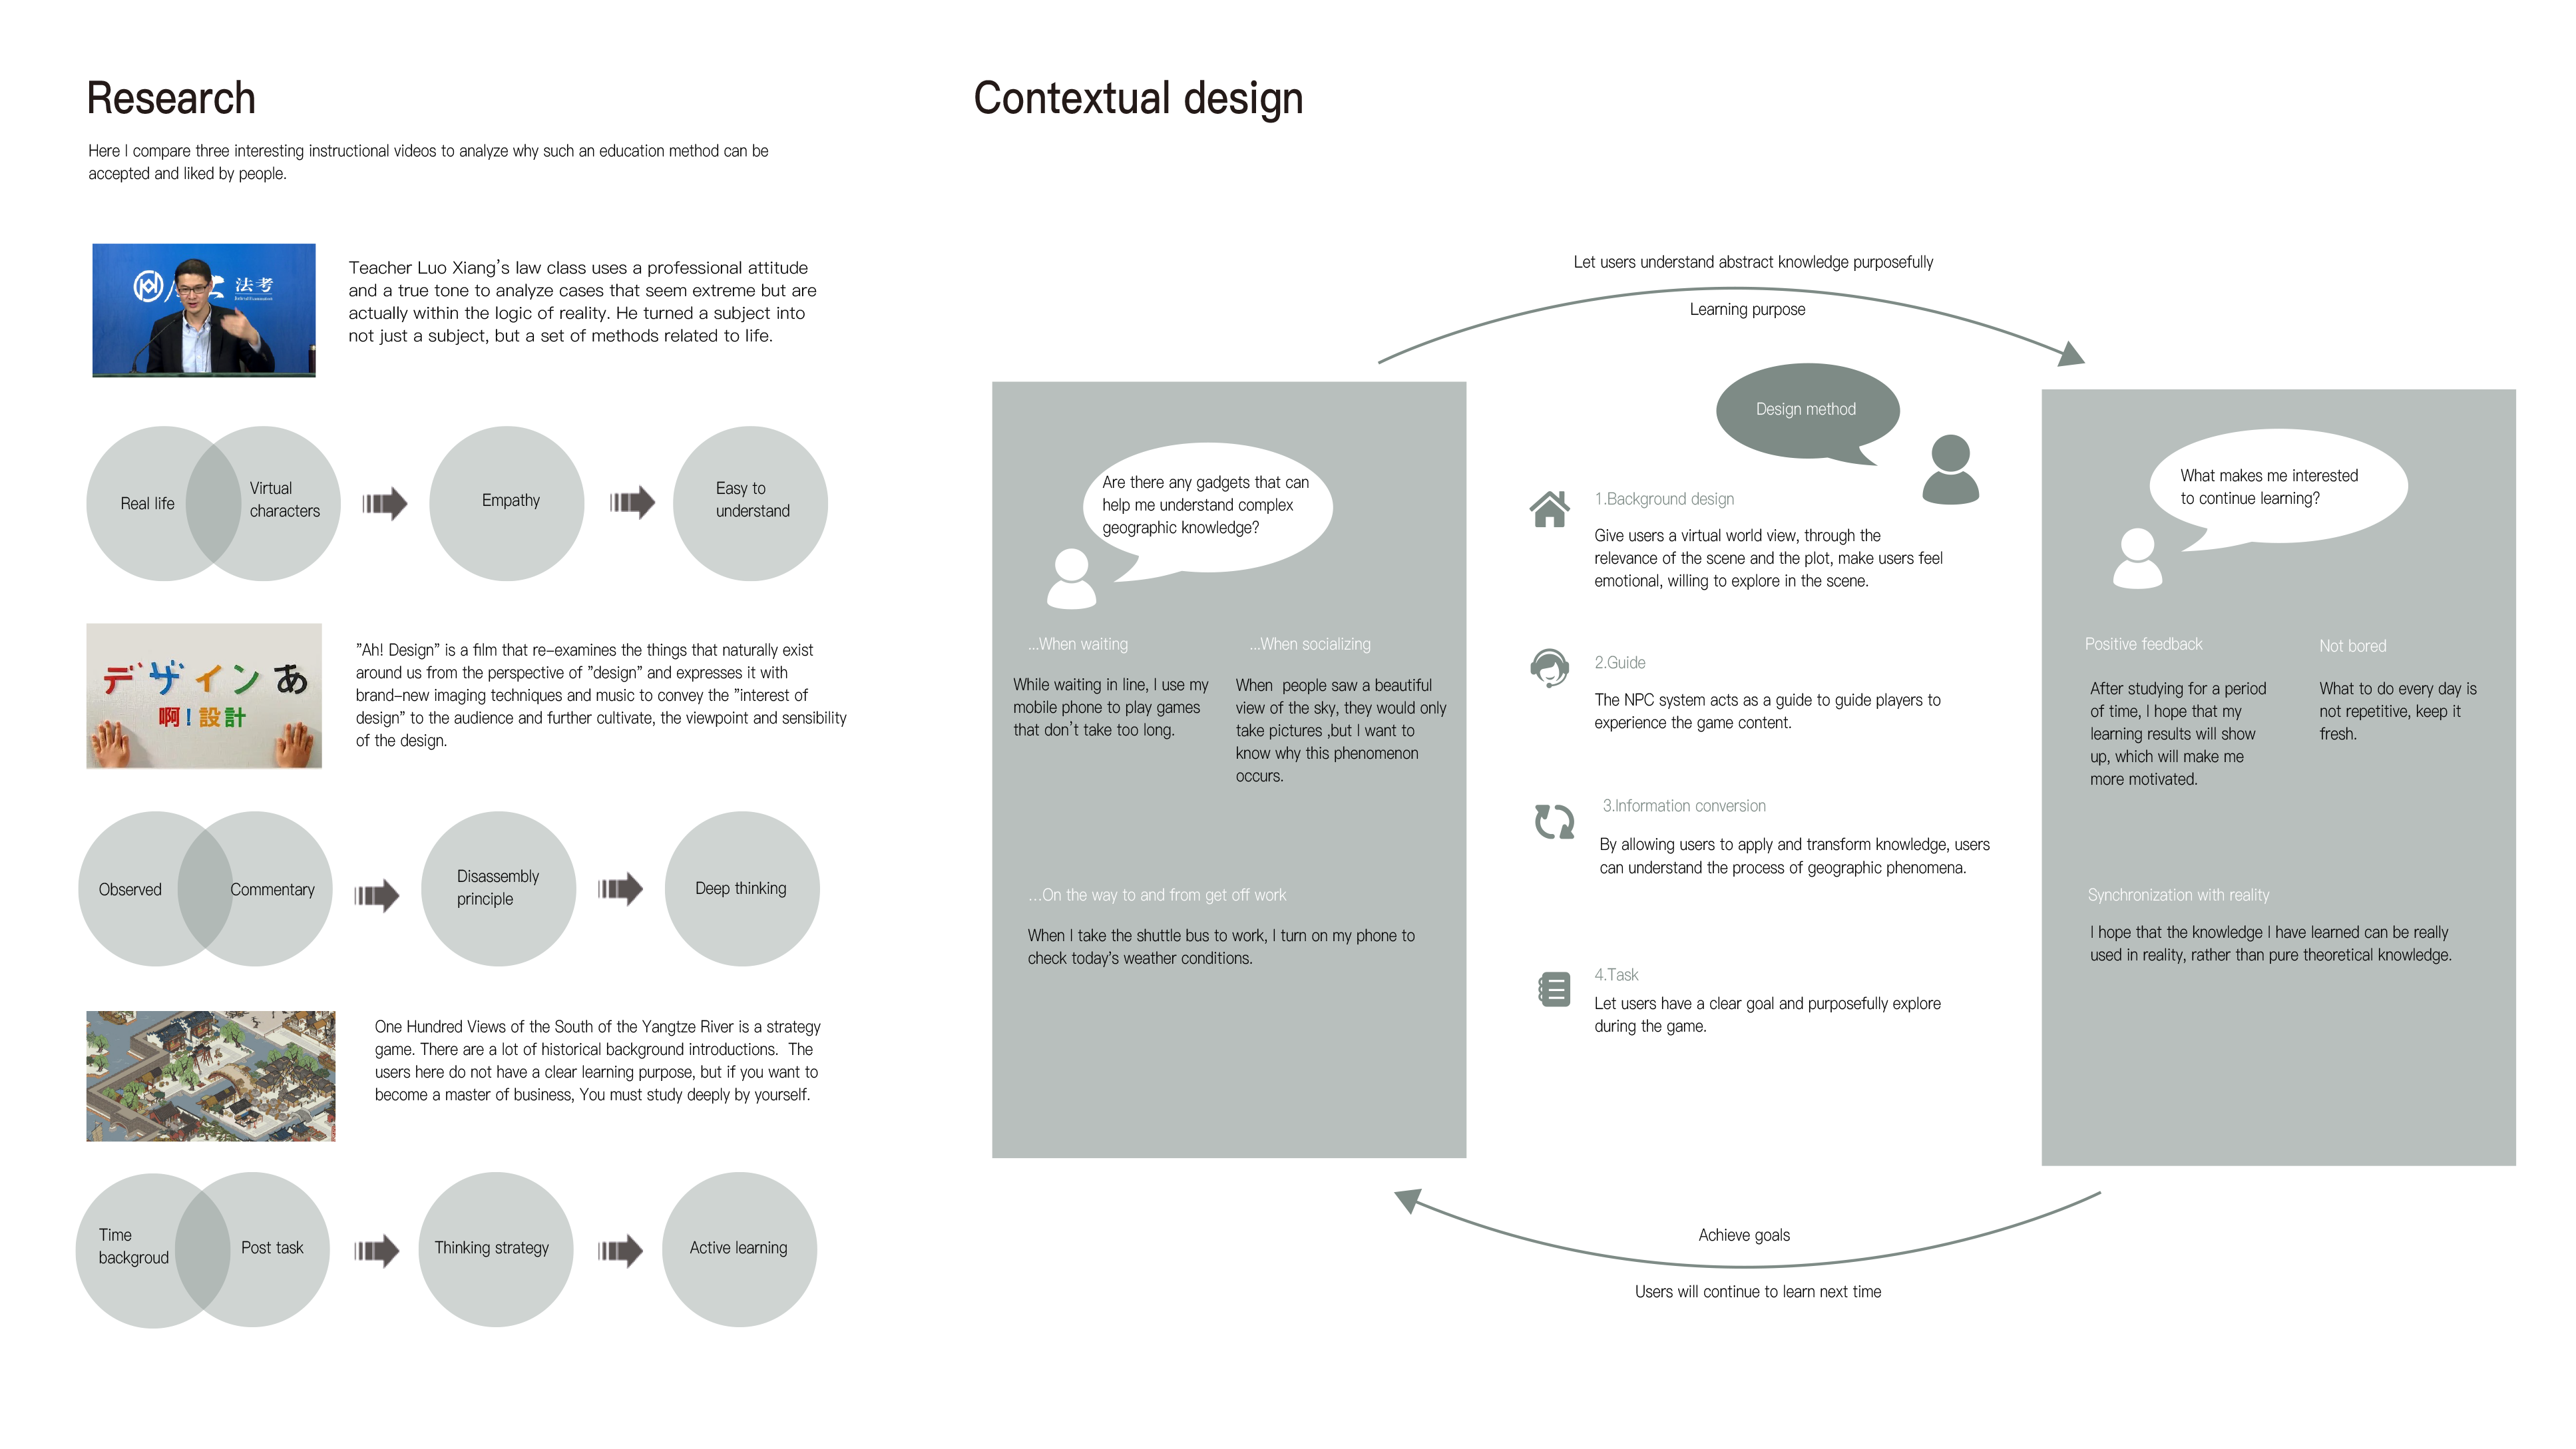 Research
Here I compare three interesting instructional videos to analyze why such an education method can be
accepted and liked by people.
法考
Judicial Examination
Teacher Luo Xiang's law class uses a professional attitude
and a true tone to analyze cases that seem extreme but are
actually within the logic of reality. He turned a subject into
not just a subject, but a set of methods related to life.
Real life
Virtual
characters
Empathy
Easy to
understand
デザインあ
啊!設計
"Ah! Design" is a film that re-examines the things that naturally exist
around us from the perspective of "design" and expresses it with
brand-new imaging techniques and music to convey the "interest of
design" to the audience and further cultivate, the viewpoint and sensibility
of the design.
Observed
Commentary
Disassembly
principle
Deep thinking
One Hundred Views of the South of the Yangtze River is a strategy
game. There are a lot of historical background introductions.  The
users here do not have a clear learning purpose, but if you want to
become a master of business, You must study deeply by yourself.
Time
backgroud
Post task
Thinking strategy
Active learning
Contextual design
Let users understand abstract knowledge purposefully
Learning purpose
Are there any gadgets that can
help me understand complex
geographic knowledge?
...When waiting
While waiting in line, I use my
mobile phone to play games
that don't take too long.
...When socializing
When  people saw a beautiful
view of the sky, they would only
take pictures ,but I want to
know why this phenomenon
occurs.
...On the way to and from get off work
When I take the shuttle bus to work, I turn on my phone to
check today's weather conditions.
Design method
1.Background design
Give users a virtual world view, through the
relevance of the scene and the plot, make users feel
emotional, willing to explore in the scene.
2.Guide
The NPC system acts as a guide to guide players to
experience the game content.
3.Information conversion
By allowing users to apply and transform knowledge, users
can understand the process of geographic phenomena.
4.Task
Let users have a clear goal and purposefully explore
during the game.
What makes me interested
to continue learning?
Positive feedback
After studying for a period
of time, I hope that my
learning results will show
up, which will make me
more motivated.
Not bored
What to do every day is
not repetitive, keep it
fresh.
Synchronization with reality
I hope that the knowledge I have learned can be really
used in reality, rather than pure theoretical knowledge.
Achieve goals
Users will continue to learn next time